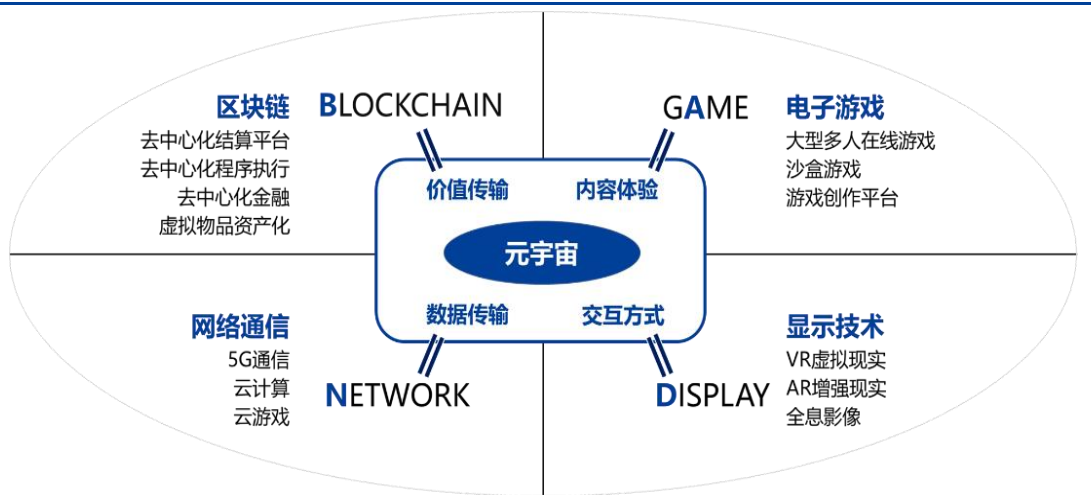 区块链
BLOCKCHAIN
去中心化结算平台
去中心化程序执行
去中心化金融
虚拟物品资产化
GAME
电子游戏
大型多人在线游戏
沙盒游戏
游戏创作平台
价值传输
内容体验
元宇宙
数据传输
交互方式
网络通信
5G通信
云计算
云游戏
NETWORK
DISPLAY
显示技术
VR虚拟现实
AR增强现实
全息影像